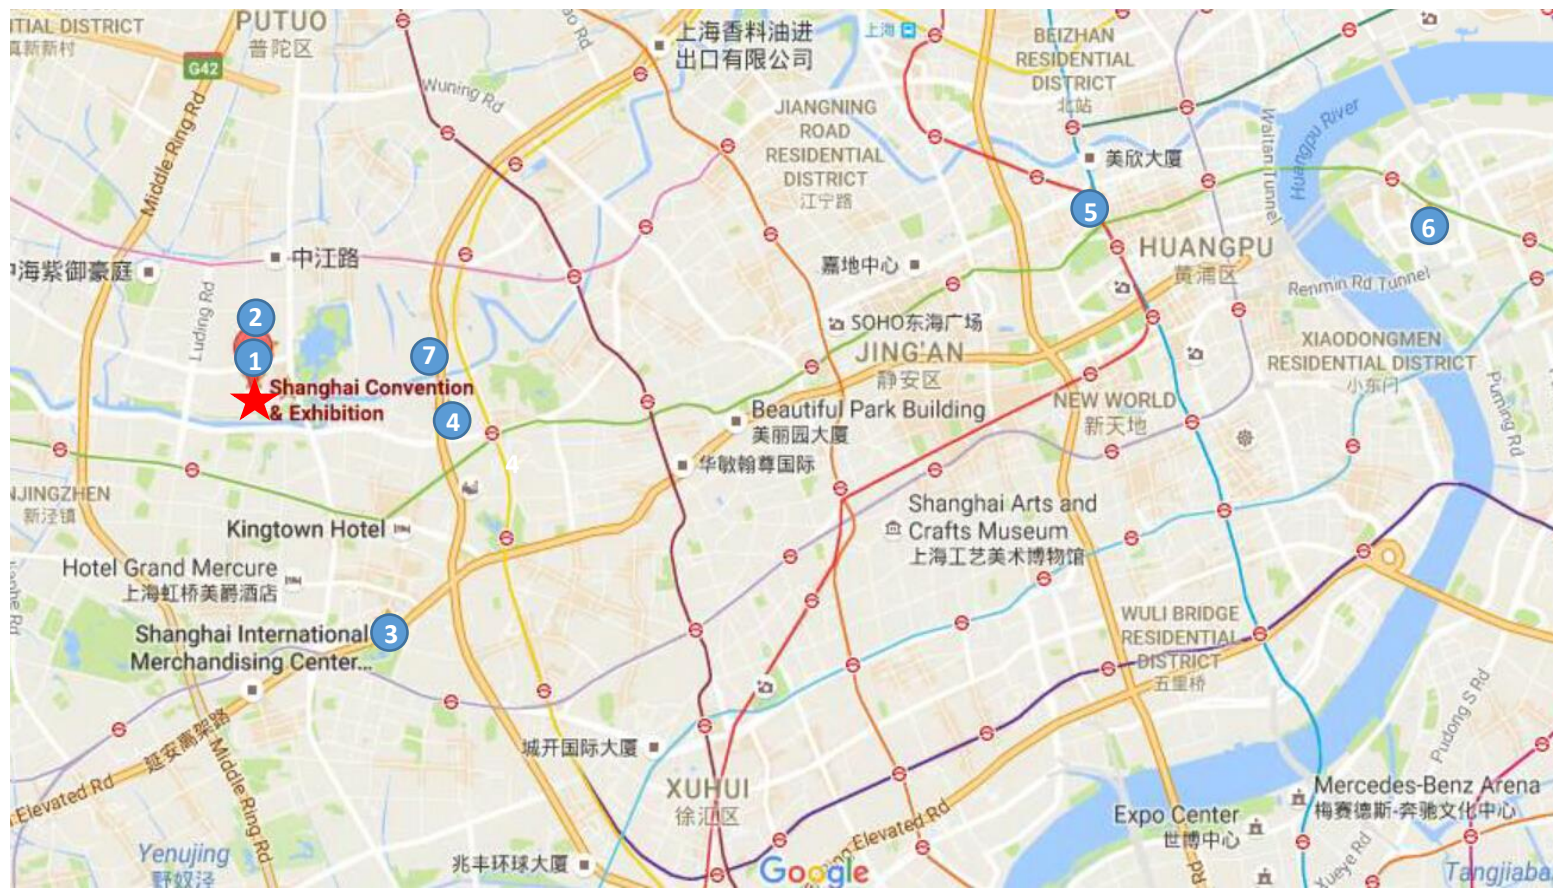 PUTUO
普陀区
TIAL DISTRICT
真新新村
G42
Middle Ring Rd
Wuning Rd
上海香料油进
出口有限公司
上海
BEIZHAN
RESIDENTIAL
DISTRICT
北站
JIANGNING
ROAD
RESIDENTIAL
DISTRICT
江宁路
美欣大厦
Waitan Tunnel
Huangpu River
5
6
HUANGPU
黄浦区
中江路
海紫御豪庭
Luding Rd
嘉地中心
Renmin Rd Tunnel
2
1
7
SOHO东海广场
JING'AN
静安区
XIAODONGMEN
RESIDENTIAL DISTRICT
小东门
Shanghai Convention
& Exhibition
4
4
Beautiful Park Building
美丽园大厦
NEW WORLD
新天地
Puming Rd
华敏翰尊国际
NJINGZHEN
新泾镇
Kingtown Hotel
Shanghai Arts and
Crafts Museum
上海工艺美术博物馆
Hotel Grand Mercure
上海虹桥美爵酒店
Shanghai International
Merchandising Center...
3
WULI BRIDGE
RESIDENTIAL
DISTRICT
五里桥
延安高架路
Elevated Rd
Middle Ring Rd
城开国际大厦
XUHUI
徐汇区
Pudong S Rd
Mercedes-Benz Arena
梅赛德斯-奔驰文化中心
Expo Center
世博中心
Elevated Rd
Yenujing
野奴泾
兆丰环球大厦
Google
Rd
Xueye Rd
Tangjiaba